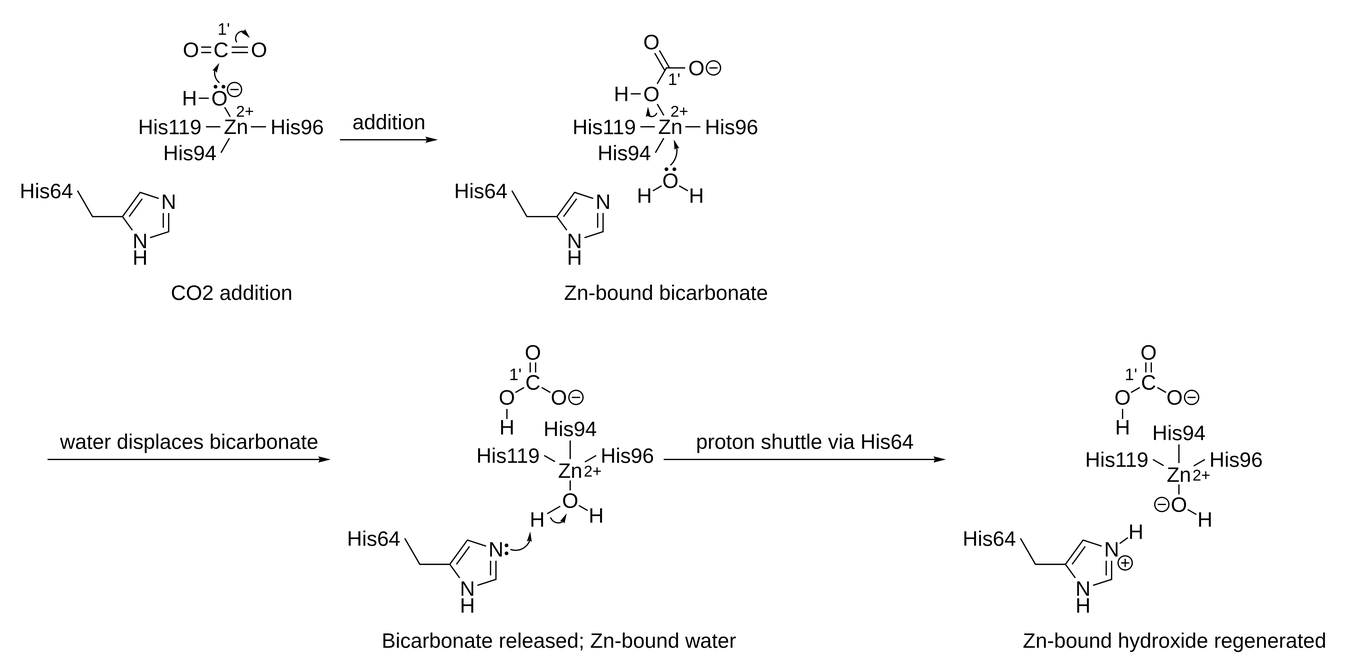 1'
O=C=O
H–O⊖
2+
His119–Zn–His96
His94
His64
N
N
H
CO2 addition
addition
O
O⊖
1'
H–O
2+
His119–Zn–His96
His94
O
H H
His64
N
N
H
Zn-bound bicarbonate
water displaces bicarbonate
O
1'
C
O O⊖
H
His94
His119 His96
Zn2+
O
H H
His64
N:
N
H
Bicarbonate released; Zn-bound water
proton shuttle via His64
O
1'
C
O O⊖
H
His94
His119 His96
Zn2+
⊖O
H
H
His64
N
⊕
N
H
Zn-bound hydroxide regenerated